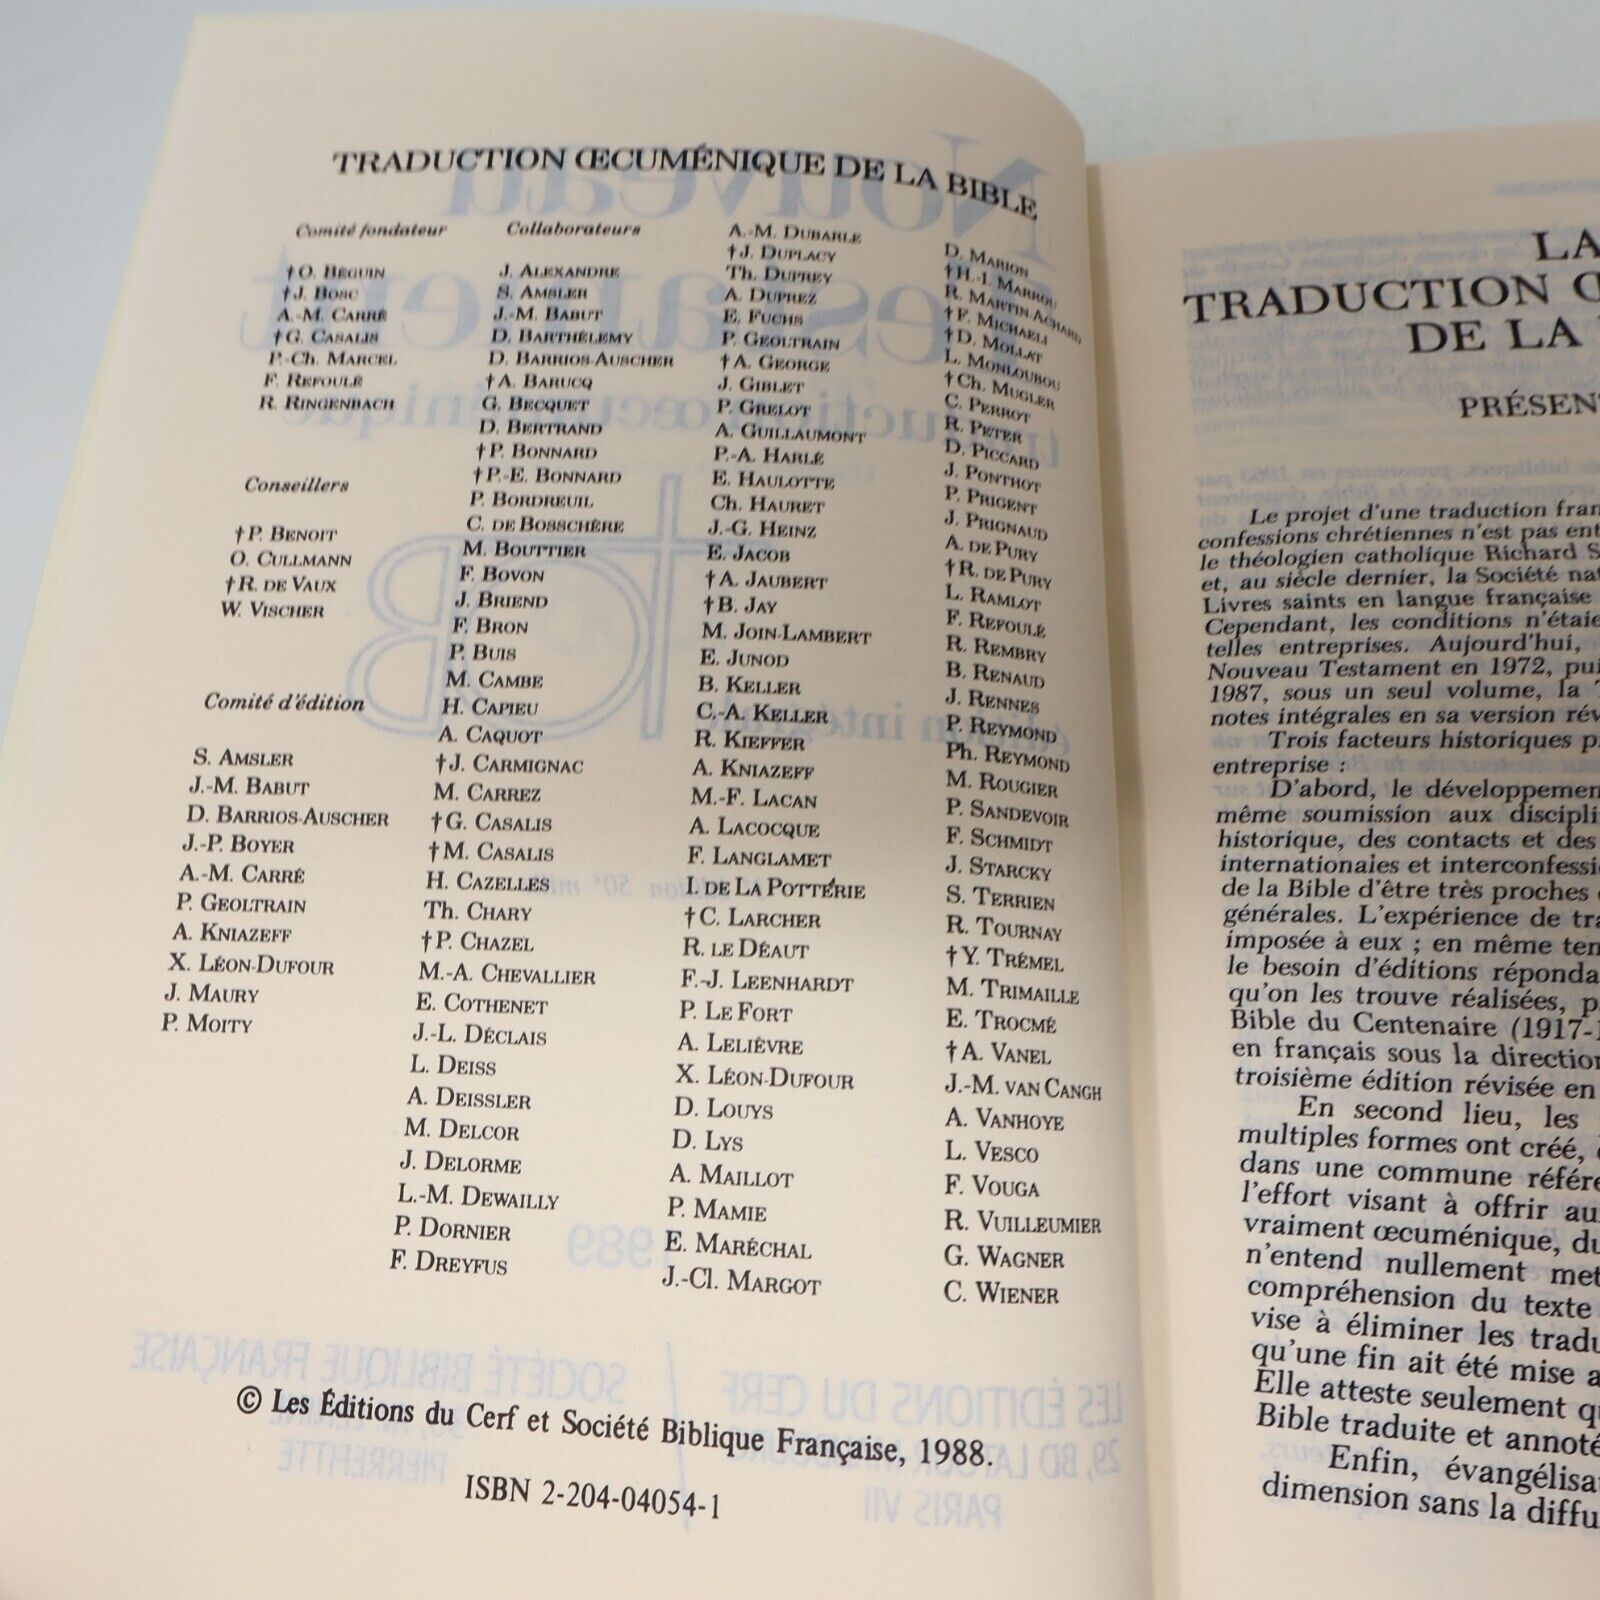 TRADUCTION ŒCUMÉNIQUE DE LA BIBLE
Comité fondateur
†O. BÉGUIN
†J. BOSC
A.-M. CARRÉ
†G. CASALIS
P.-CH. MARCEL
F. REFOULÉ
R. RINGENBACH
Conseillers
†P. BENOIT
O. CULLMANN
†R. DE VAUX
W. VISCHER
Comité d'édition
S. AMSLER
J.-M. BABUT
D. BARRIOS-AUSCHER
J.-P. BOYER
A.-M. CARRÉ
P. GEOLTRAIN
A. KNIAZEFF
X. LÉON-DUFOUR
J. MAURY
P. MOITY
Collaborateurs
J. ALEXANDRE
S. AMSLER
J.-M. BABUT
D. BARTHÉLEMY
D. BARRIOS-AUSCHER
†A. BARUCQ
G. BECQUET
D. BERTRAND
†P. BONNARD
†P.-E. BONNARD
P. BORDREUIL
C. DE BOSSCHÈRE
M. BOUTTIER
F. BOVON
J. BRIEND
F. BRON
P. BUIS
M. CAMBE
H. CAPIEU
A. CAQUOT
†J. CARMIGNAC
M. CARREZ
†G. CASALIS
†M. CASALIS
H. CAZELLES
TH. CHARY
†P. CHAZEL
M.-A. CHEVALLIER
E. COTHENET
J.-L. DÉCLAIS
L. DEISS
A. DEISSLER
M. DELCOR
J. DELORME
L.-M. DEWAILLY
P. DORNIER
F. DREYFUS
A.-M. DUBARLE
†J. DUPLACY
TH. DUPREY
A. DUPREZ
E. FUCHS
P. GEOLTRAIN
†A. GEORGE
J. GIBLET
P. GRELOT
A. GUILLAUMONT
P.-A. HARLÉ
E. HAULOTTE
CH. HAURET
J.-G. HEINZ
E. JACOB
†A. JAUBERT
†B. JAY
M. JOIN-LAMBERT
E. JUNOD
B. KELLER
C.-A. KELLER
R. KIEFFER
A. KNIAZEFF
M.-F. LACAN
A. LACOCQUE
F. LANGLAMET
I. DE LA POTTERIE
†C. LARCHER
R. LE DÉAUT
F.-J. LEENHARDT
P. LE FORT
A. LELIÈVRE
X. LÉON-DUFOUR
D. LOUYS
D. LYS
A. MAILLOT
P. MAMIE
E. MARÉCHAL
J.-CL. MARGOT
D. MARION
†H.-I. MARROU
R. MARTIN-ACHARD
†F. MICHAELI
†D. MOLLAT
L. MONLOUBOU
†CH. MUGLER
C. PERROT
R. PETER
D. PICCARD
J. PONTHOT
P. PRIGENT
J. PRIGNAUD
A. DE PURY
†R. DE PURY
L. RAMLOT
F. REFOULÉ
R. REMBRY
B. RENAUD
J. RENNES
P. REYMOND
PH. REYMOND
M. ROUGIER
P. SANDEVOIR
F. SCHMIDT
J. STARCKY
S. TERRIEN
R. TOURNAY
†Y. TRÉMEL
M. TRIMAILLE
E. TROCMÉ
†A. VANEL
J.-M. VAN CANGH
A. VANHOYE
L. VESCO
F. VOUGA
R. VUILLEUMIER
G. WAGNER
C. WIENER
© Les Éditions du Cerf et Société Biblique Française, 1988.
ISBN 2-204-04054-1
LA
TRADUCTION
DE LA
PRÉSENT
Le projet d'une traduction fran
confessions chrétiennes n'est pas ent
le théologien catholique Richard S
et, au siècle dernier, la Société nat
Livres saints en langue française
Cependant, les conditions n'étaie
telles entreprises. Aujourd'hui,
Nouveau Testament en 1972, pui
1987, sous un seul volume, la T
notes intégrales en sa version rév
Trois facteurs historiques p
entreprise :
D'abord, le développemen
même soumission aux discipli
historique, des contacts et des
internationales et interconfessio
de la Bible d'être très proches
générales. L'expérience de tra
imposée à eux ; en même ten
le besoin d'éditions réponda
qu'on les trouve réalisées, p
Bible du Centenaire (1917-1
en français sous la direction
troisième édition révisée en
En second lieu, les
multiples formes ont créé,
dans une commune référe
l'effort visant à offrir au
vraiment œcuménique, du
n'entend nullement met
compréhension du texte
vise à éliminer les tradu
qu'une fin ait été mise a
Elle atteste seulement qu
Bible traduite et annoté
Enfin, évangélisa
dimension sans la diffu